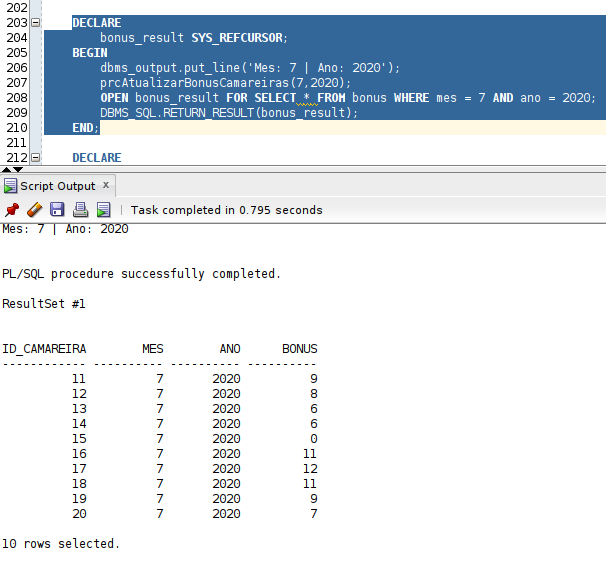 202
203 DECLARE
204 bonus_result SYS_REFCURSOR;
205 BEGIN
206 dbms_output.put_line('Mes: 7 | Ano: 2020');
207 prcAtualizarBonusCamareiras(7,2020);
208 OPEN bonus_result FOR SELECT * FROM bonus WHERE mes = 7 AND ano = 2020;
209 DBMS_SQL.RETURN_RESULT(bonus_result);
210 END;
211
212 DECLARE
Script Output x
Task completed in 0.795 seconds
Mes: 7 | Ano: 2020
PL/SQL procedure successfully completed.
ResultSet #1
ID_CAMAREIRA MES ANO BONUS
------------ ---------- ---------- ----------
11 7 2020 9
12 7 2020 8
13 7 2020 6
14 7 2020 6
15 7 2020 0
16 7 2020 11
17 7 2020 12
18 7 2020 11
19 7 2020 9
20 7 2020 7
10 rows selected.